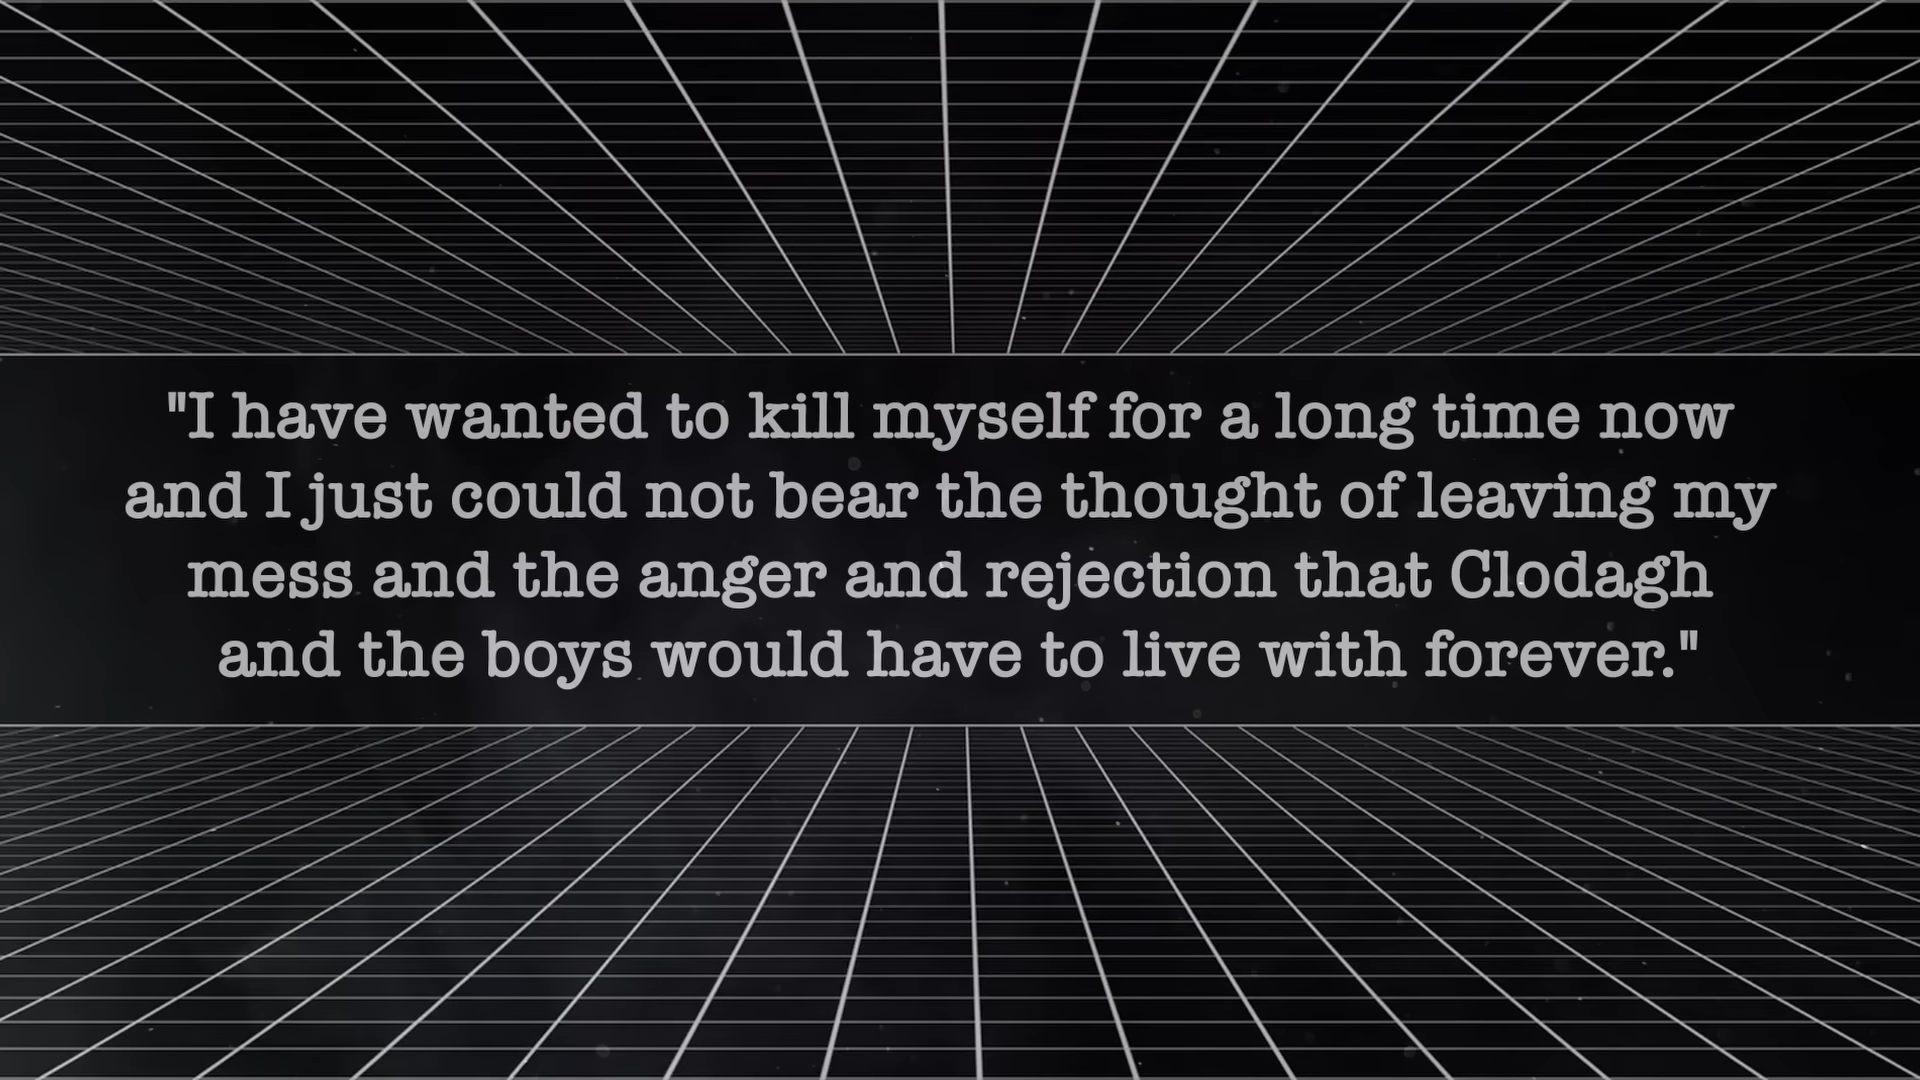 "I have wanted to kill myself for a long time now
and I just could not bear the thought of leaving my
mess and the anger and rejection that Clodagh
and the boys would have to live with forever."